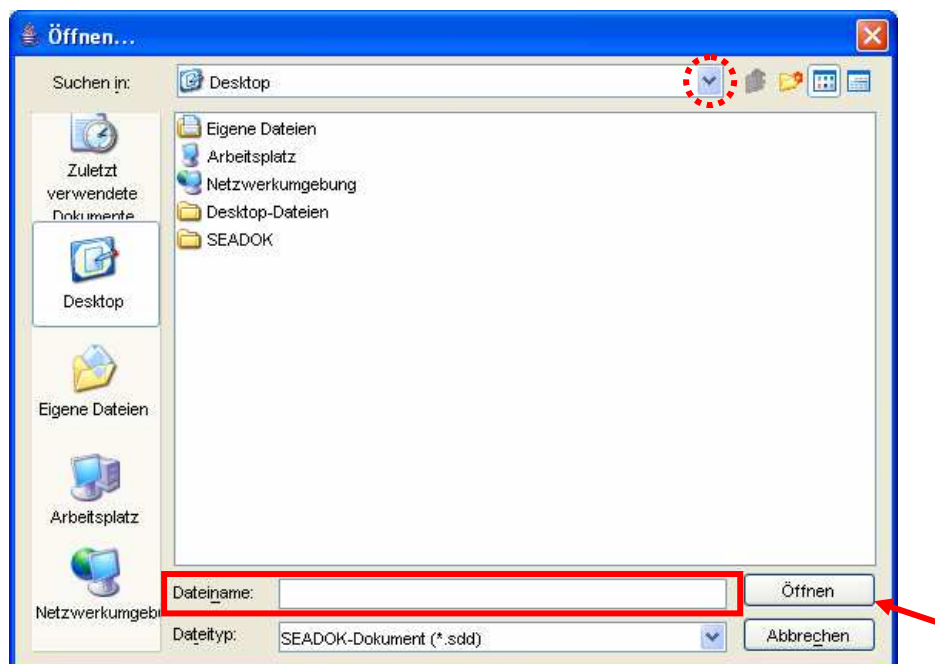 Öffnen...
Suchen in:
Desktop
Zuletzt
verwendete
Dokumente
Desktop
Eigene Dateien
Arbeitsplatz
Netzwerkumgebu
Eigene Dateien
Arbeitsplatz
Netzwerkumgebung
Desktop-Dateien
SEADOK
Dateiname:
Öffnen
Dateityp:
SEADOK-Dokument (*.sdd)
Abbrechen